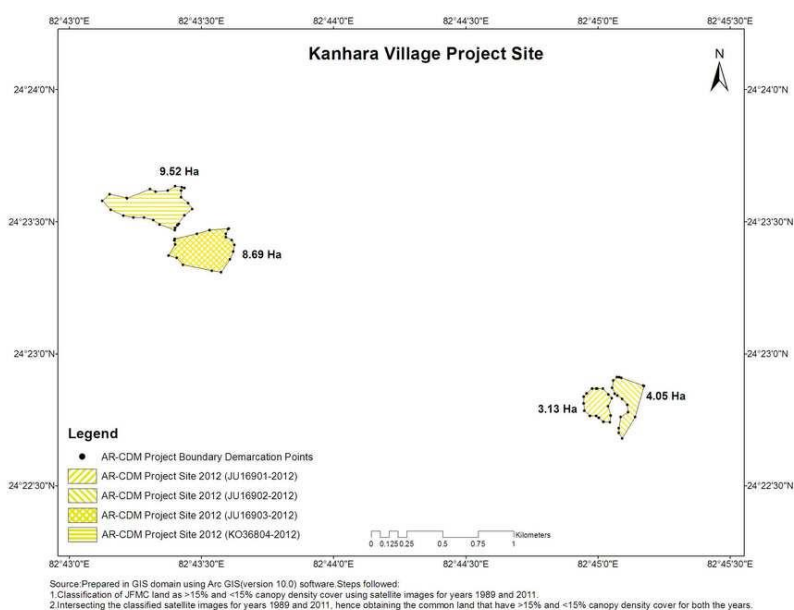 82°43'0"E 82°43'30"E 82°44'0"E 82°44'30"E 82°45'0"E 82°45'30"E
Kanhara Village Project Site
N
24°24'0"N 24°24'0"N
9.52 Ha
24°23'30"N 24°23'30"N
8.69 Ha
24°23'0"N 24°23'0"N
3.13 Ha
4.05 Ha
Legend
AR-CDM Project Boundary Demarcation Points
AR-CDM Project Site 2012 (JU16901-2012)
AR-CDM Project Site 2012 (JU16902-2012)
AR-CDM Project Site 2012 (JU16903-2012)
AR-CDM Project Site 2012 (KO36804-2012)
24°22'30"N 24°22'30"N
Kilometers
0 0.125 0.25 0.5 0.75 1
82°43'0"E 82°43'30"E 82°44'0"E 82°44'30"E 82°45'0"E 82°45'30"E
Source:Prepared in GIS domain using Arc GIS(version 10.0) software.Steps followed:
1.Classification of JFMC land as >15% and <15% canopy density cover using satellite images for years 1989 and 2011.
2.Intersecting the classified satellite images for years 1989 and 2011, hence obtaining the common land that have >15% and <15% canopy density cover for both the years.